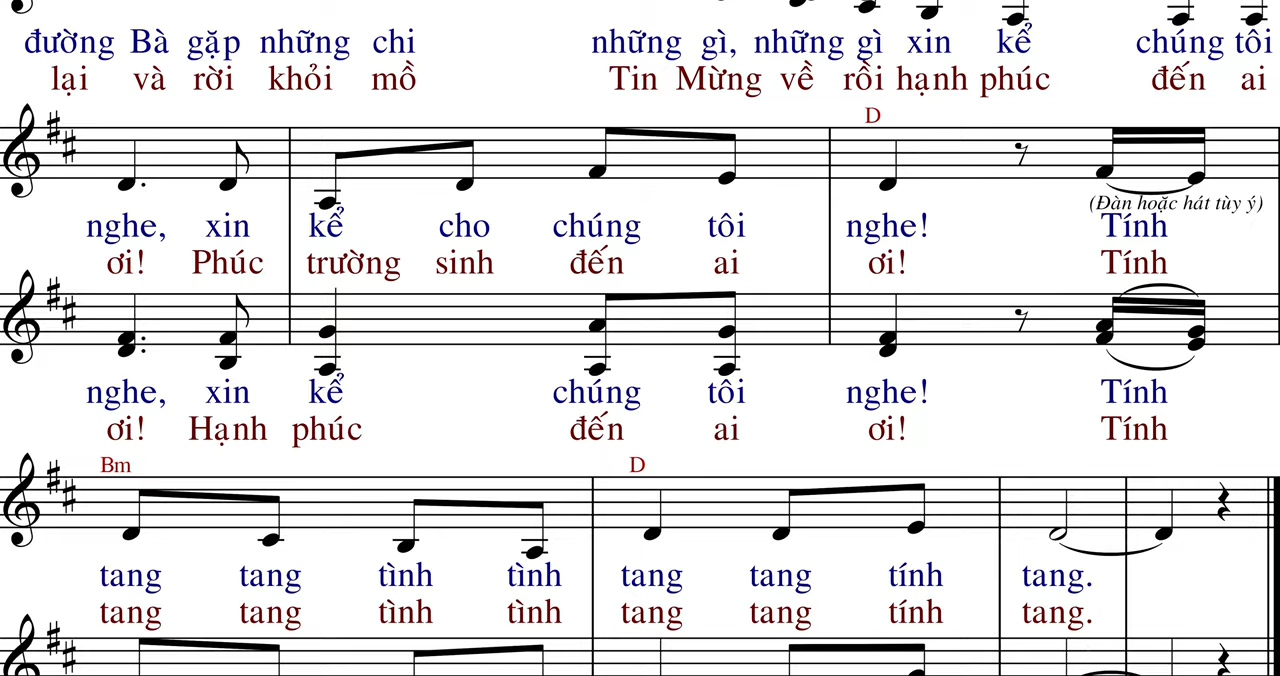 đường Bà gặp những chi những gì, những gì xin kể chúng tôi
lại và rời khỏi mồ Tin Mừng về rồi hạnh phúc đến ai
D
(Đàn hoặc hát tùy ý)
nghe, xin kể cho chúng tôi nghe! Tính
ơi! Phúc trường sinh đến ai ơi! Tính
nghe, xin kể chúng tôi nghe! Tính
ơi! Hạnh phúc đến ai ơi! Tính
Bm D
tang tang tình tình tang tang tính tang.
tang tang tình tình tang tang tính tang.